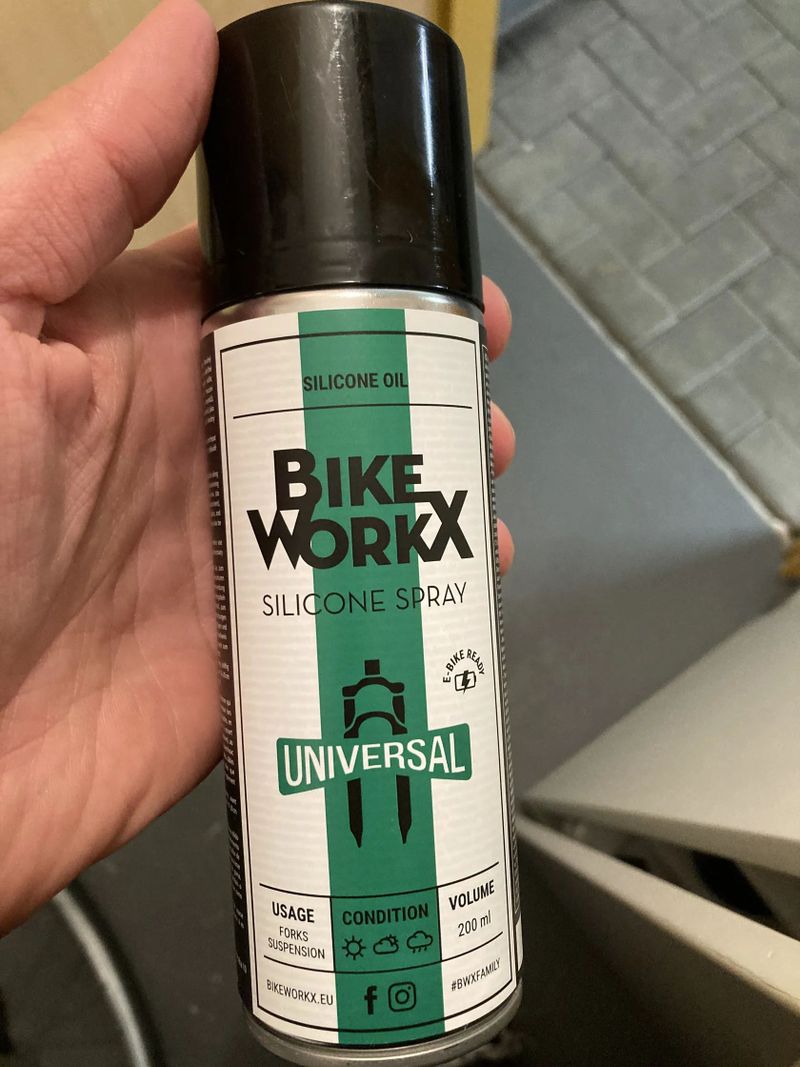 SILICONE OIL
BIKE
WORKX
SILICONE SPRAY
E-BIKE READY
UNIVERSAL
USAGE
FORKS
SUSPENSION
CONDITION
VOLUME
200 ml
BIKEWORKX.EU
#BWXFAMILY